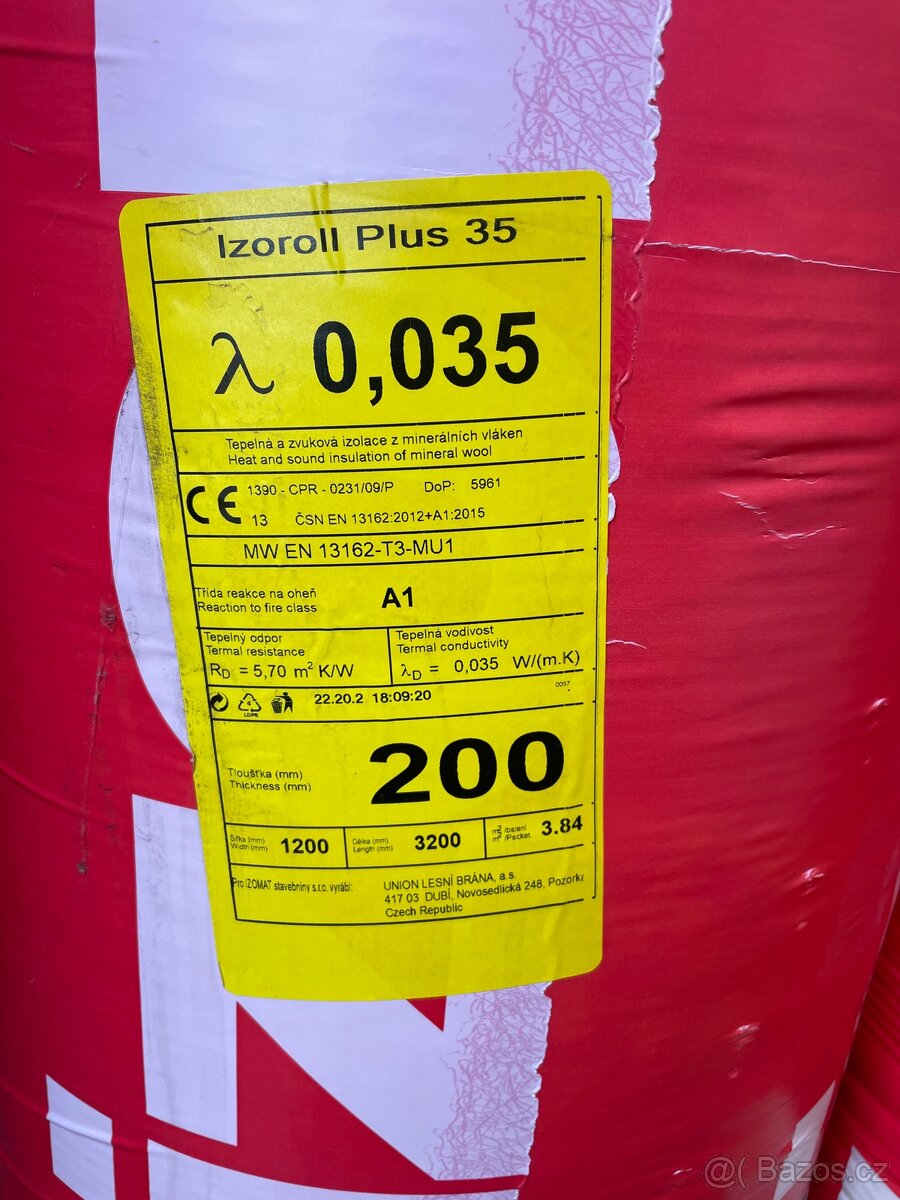 Izoroll Plus 35
λ 0,035
Tepelná a zvuková izolace z minerálních vláken
Heat and sound insulation of mineral wool
CE 1390 - CPR - 0231/09/P DoP: 5961
13 ČSN EN 13162:2012+A1:2015
MW EN 13162-T3-MU1
Třída reakce na oheň
Reaction to fire class
A1
Tepelný odpor
Termal resistance
RD = 5,70 m² K/W
Tepelná vodivost
Termal conductivity
λD = 0,035 W/(m.K)
4
LDPE
22.20.2 18:09:20
0057
Tloušťka (mm)
Thickness (mm)
200
Šířka (mm)
Width (mm)
1200
Délka (mm)
Length (mm)
3200
m²/balení
m²/Packet
3.84
Pro IZOMAT stavebniny s.r.o. vyrábí:
UNION LESNÍ BRÁNA, a.s.
417 03 DUBÍ, Novosedlická 248, Pozorka
Czech Republic
@( Bazos.cz